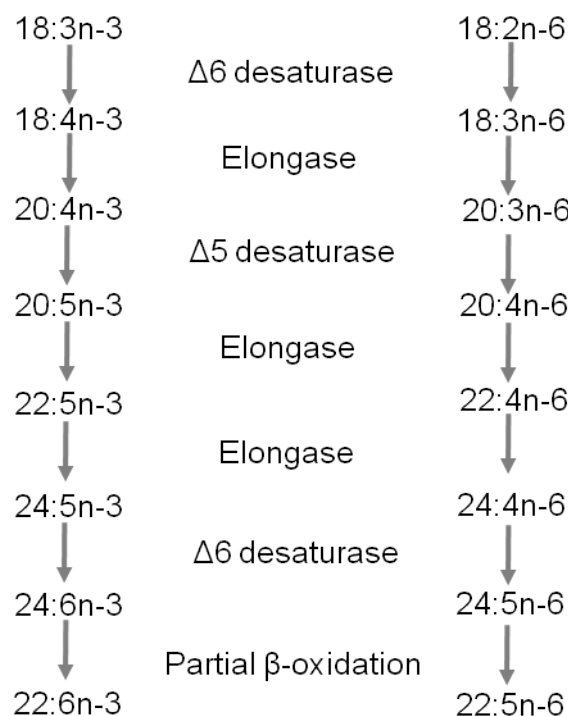 18:3n-3 18:2n-6
Δ6 desaturase
18:4n-3 18:3n-6
Elongase
20:4n-3 20:3n-6
Δ5 desaturase
20:5n-3 20:4n-6
Elongase
22:5n-3 22:4n-6
Elongase
24:5n-3 24:4n-6
Δ6 desaturase
24:6n-3 24:5n-6
Partial β-oxidation
22:6n-3 22:5n-6